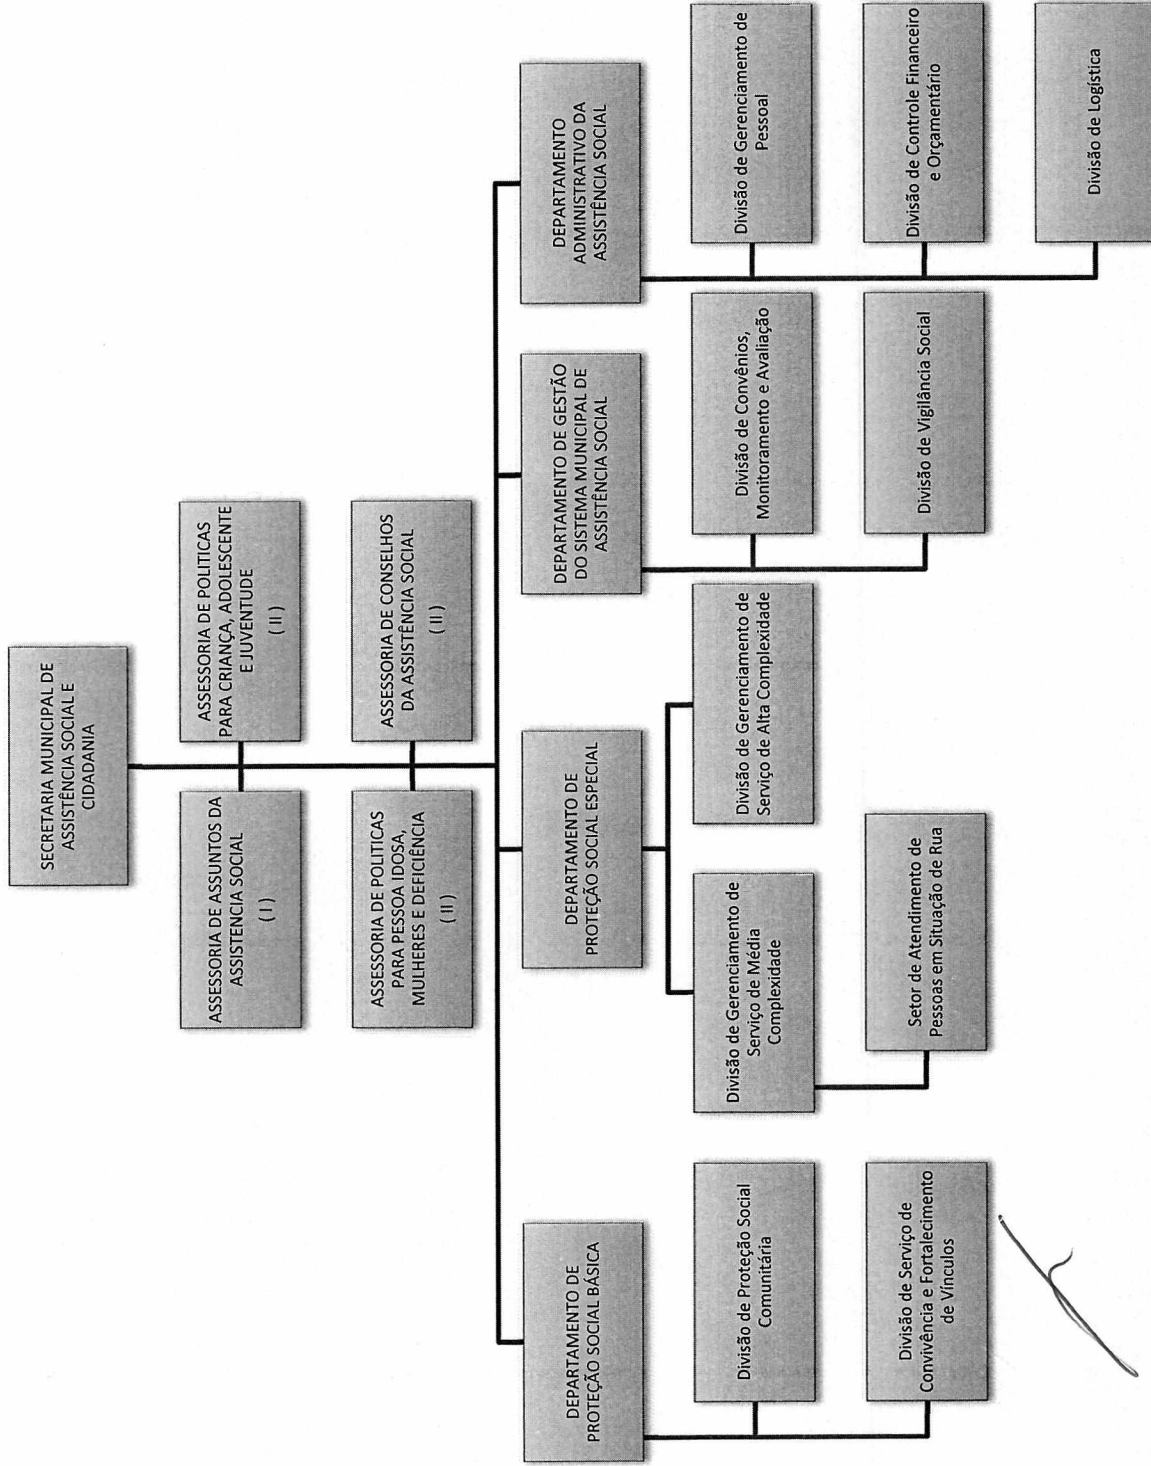 SECRETARIA MUNICIPAL DE
ASSISTÊNCIA SOCIAL E
CIDADANIA
ASSESSORIA DE ASSUNTOS DA
ASSISTENCIA SOCIAL
( I )
ASSESSORIA DE POLITICAS
PARA CRIANÇA, ADOLESCENTE
E JUVENTUDE
( II )
ASSESSORIA DE POLITICAS
PARA PESSOA IDOSA,
MULHERES E DEFICIÊNCIA
( II )
ASSESSORIA DE CONSELHOS
DA ASSISTÊNCIA SOCIAL
( II )
DEPARTAMENTO DE
PROTEÇÃO SOCIAL BÁSICA
Divisão de Proteção Social
Comunitária
Divisão de Serviço de
Convivência e Fortalecimento
de Vínculos
DEPARTAMENTO DE
PROTEÇÃO SOCIAL ESPECIAL
Divisão de Gerenciamento de
Serviço de Média
Complexidade
Setor de Atendimento de
Pessoas em Situação de Rua
Divisão de Gerenciamento de
Serviço de Alta Complexidade
DEPARTAMENTO DE GESTÃO
DO SISTEMA MUNICIPAL DE
ASSISTÊNCIA SOCIAL
Divisão de Convênios,
Monitoramento e Avaliação
Divisão de Vigilância Social
DEPARTAMENTO
ADMINISTRATIVO DA
ASSISTÊNCIA SOCIAL
Divisão de Gerenciamento de
Pessoal
Divisão de Controle Financeiro
e Orçamentário
Divisão de Logística